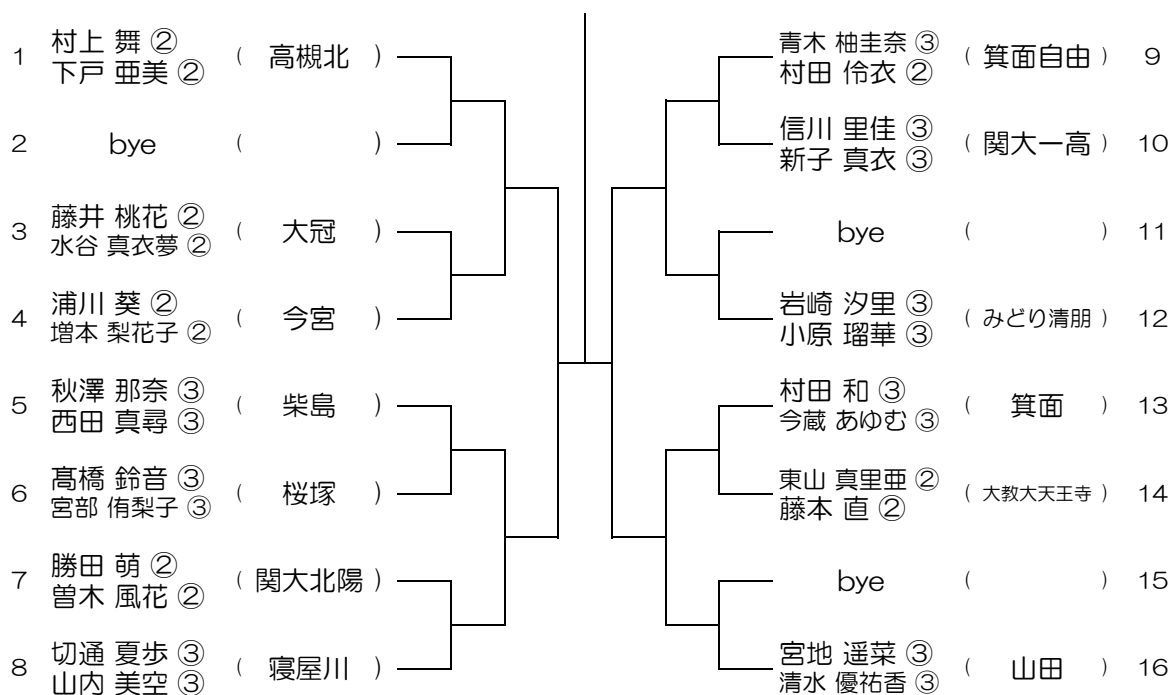 1 村上 舞 ② ( 高槻北 )
下戸 亜美 ②
2 bye ( )
3 藤井 桃花 ② ( 大冠 )
水谷 真衣夢 ②
4 浦川 葵 ② ( 今宮 )
増本 梨花子 ②
5 秋澤 那奈 ③ ( 柴島 )
西田 真尋 ③
6 髙橋 鈴音 ③ ( 桜塚 )
宮部 侑梨子 ③
7 勝田 萌 ② ( 関大北陽 )
曽木 風花 ②
8 切通 夏歩 ③ ( 寝屋川 )
山内 美空 ③
青木 柚圭奈 ③ ( 箕面自由 ) 9
村田 伶衣 ②
信川 里佳 ③ ( 関大一高 ) 10
新子 真衣 ③
bye ( ) 11
岩崎 汐里 ③ ( みどり清朋 ) 12
小原 瑠華 ③
村田 和 ③ ( 箕面 ) 13
今蔵 あゆむ ③
東山 真里亜 ② ( 大教大天王寺 ) 14
藤本 直 ②
bye ( ) 15
宮地 遥菜 ③ ( 山田 ) 16
清水 優祐香 ③